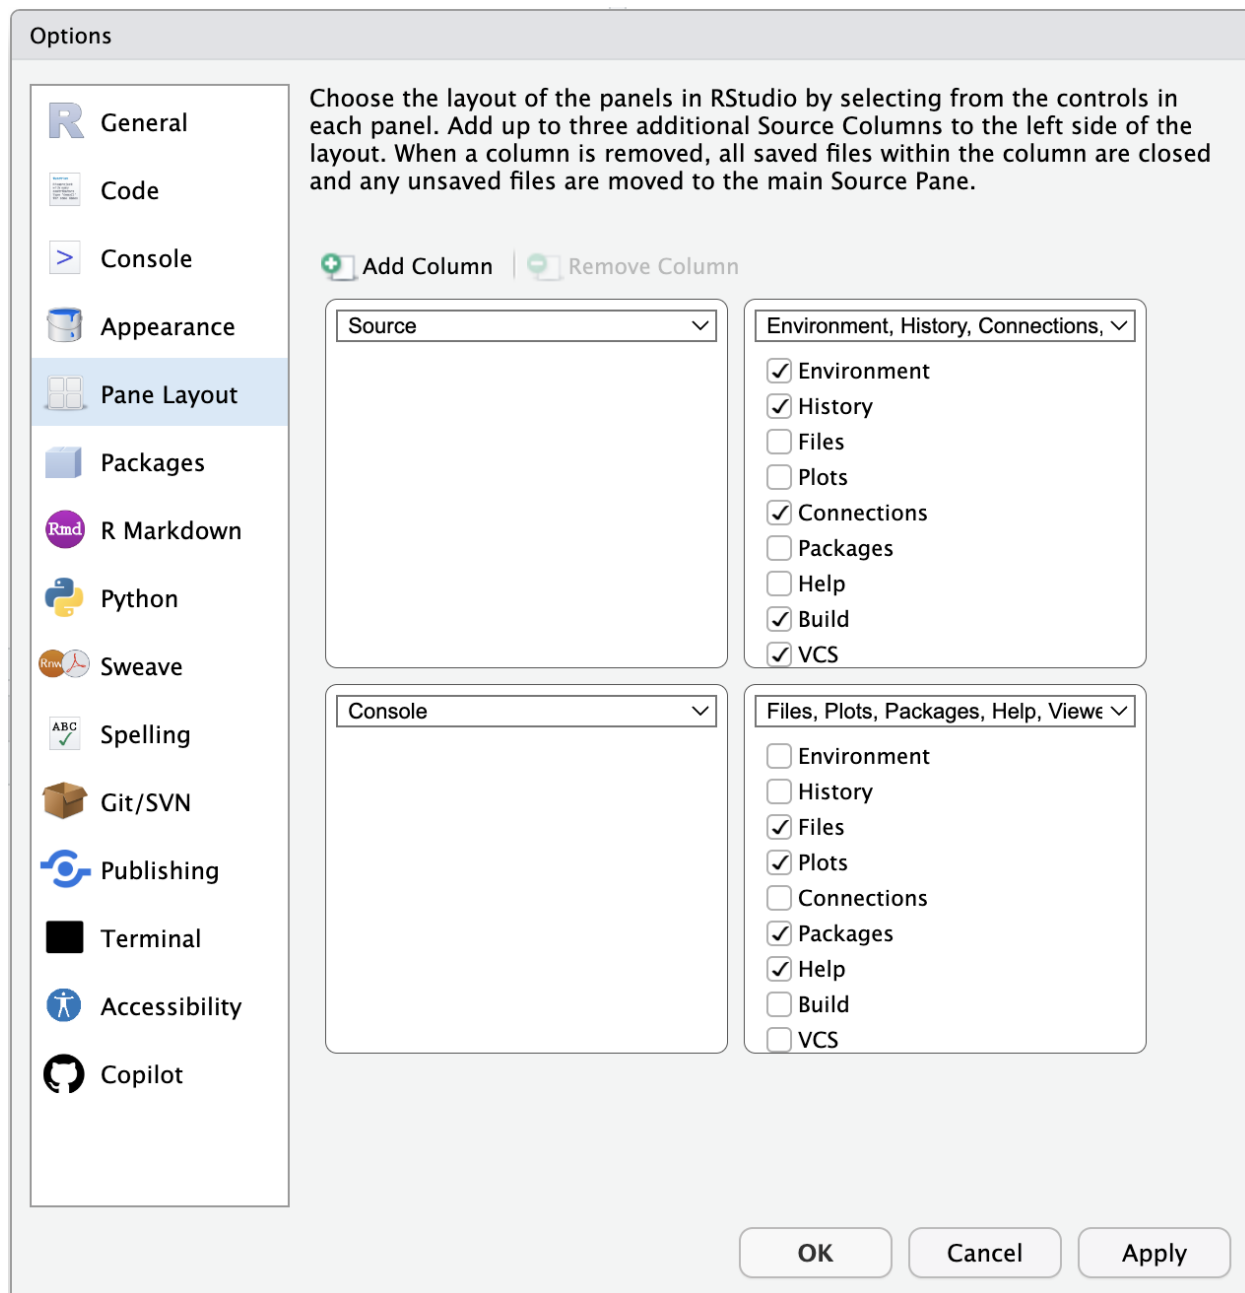 Options
General
Code
Console
Appearance
Pane Layout
Packages
Rmd
R Markdown
Python
Rnw
Sweave
ABC
Spelling
Git/SVN
Publishing
Terminal
Accessibility
Copilot
Choose the layout of the panels in RStudio by selecting from the controls in
each panel. Add up to three additional Source Columns to the left side of the
layout. When a column is removed, all saved files within the column are closed
and any unsaved files are moved to the main Source Pane.
Add Column
Remove Column
Source
Environment, History, Connections,
Environment
History
Files
Plots
Connections
Packages
Help
Build
VCS
Console
Files, Plots, Packages, Help, Viewe
Environment
History
Files
Plots
Connections
Packages
Help
Build
VCS
OK
Cancel
Apply